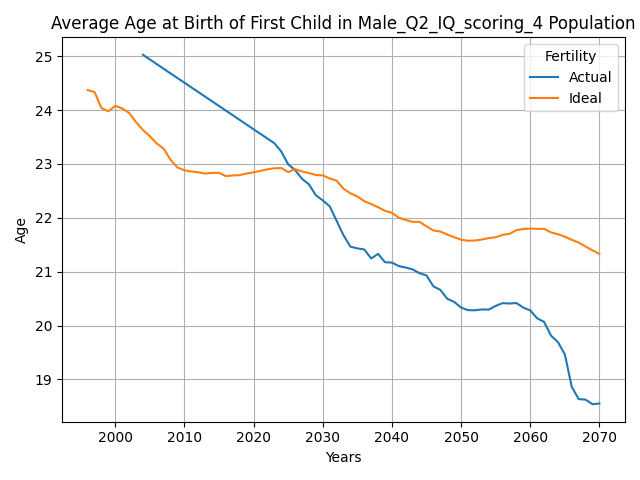 Average Age at Birth of First Child in Male_Q2_IQ_scoring_4 Population
Fertility
Actual
Ideal
25
24
23
22
21
20
19
Age
2000 2010 2020 2030 2040 2050 2060 2070
Years